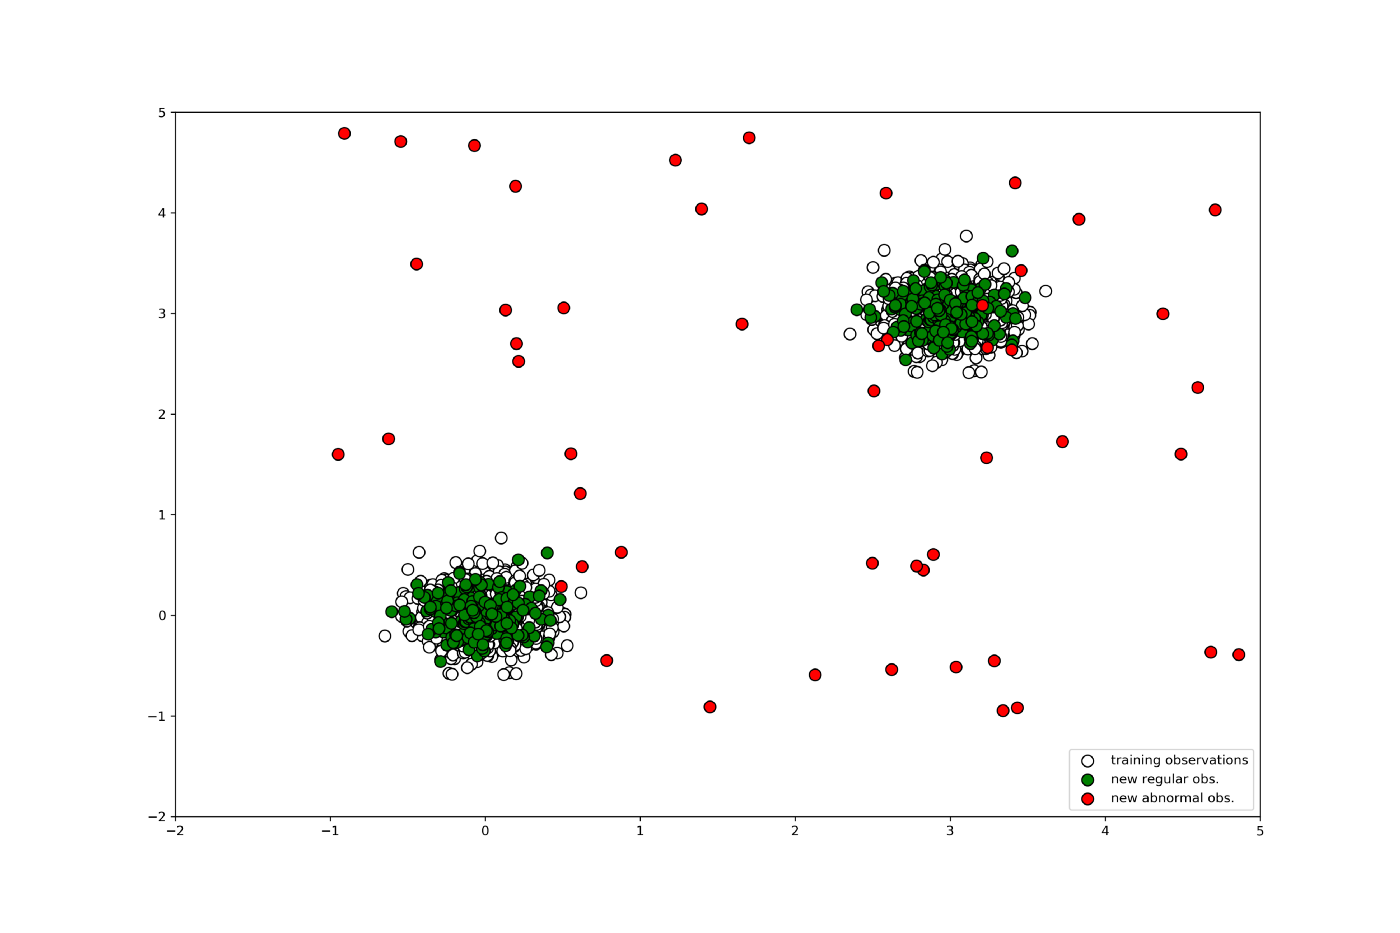 5
4
3
2
1
0
−1
−2
−2 −1 0 1 2 3 4 5
training observations
new regular obs.
new abnormal obs.